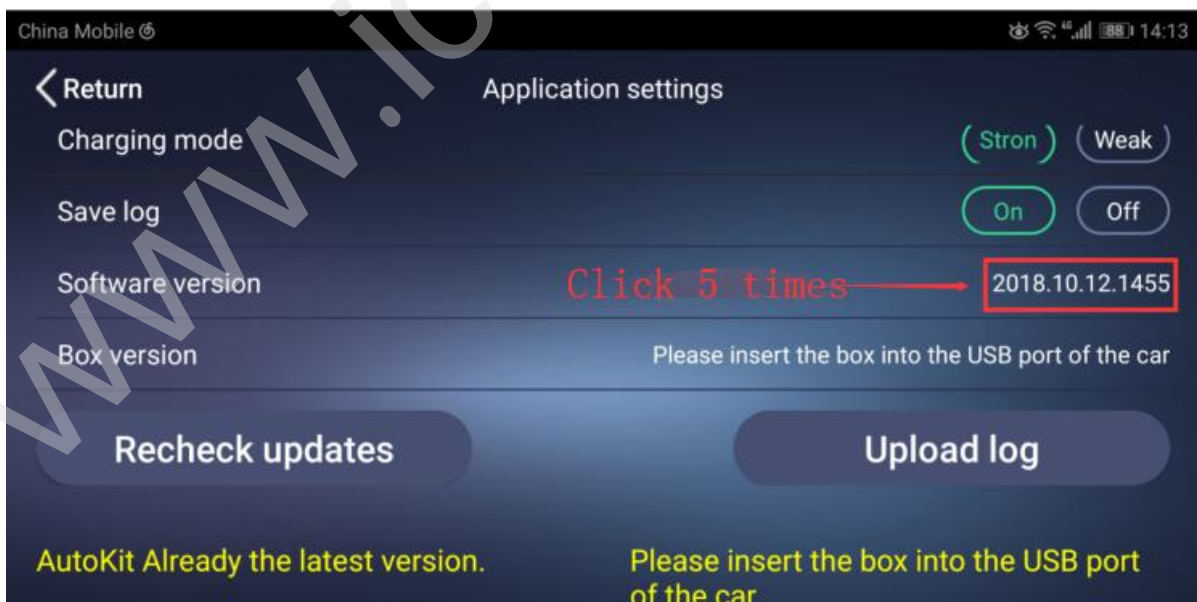 China Mobile 88 14:13
Return Application settings
Charging mode Stron Weak
Save log On Off
Software version Click 5 times 2018.10.12.1455
Box version Please insert the box into the USB port of the car
Recheck updates Upload log
AutoKit Already the latest version. Please insert the box into the USB port
of the car
www.ic